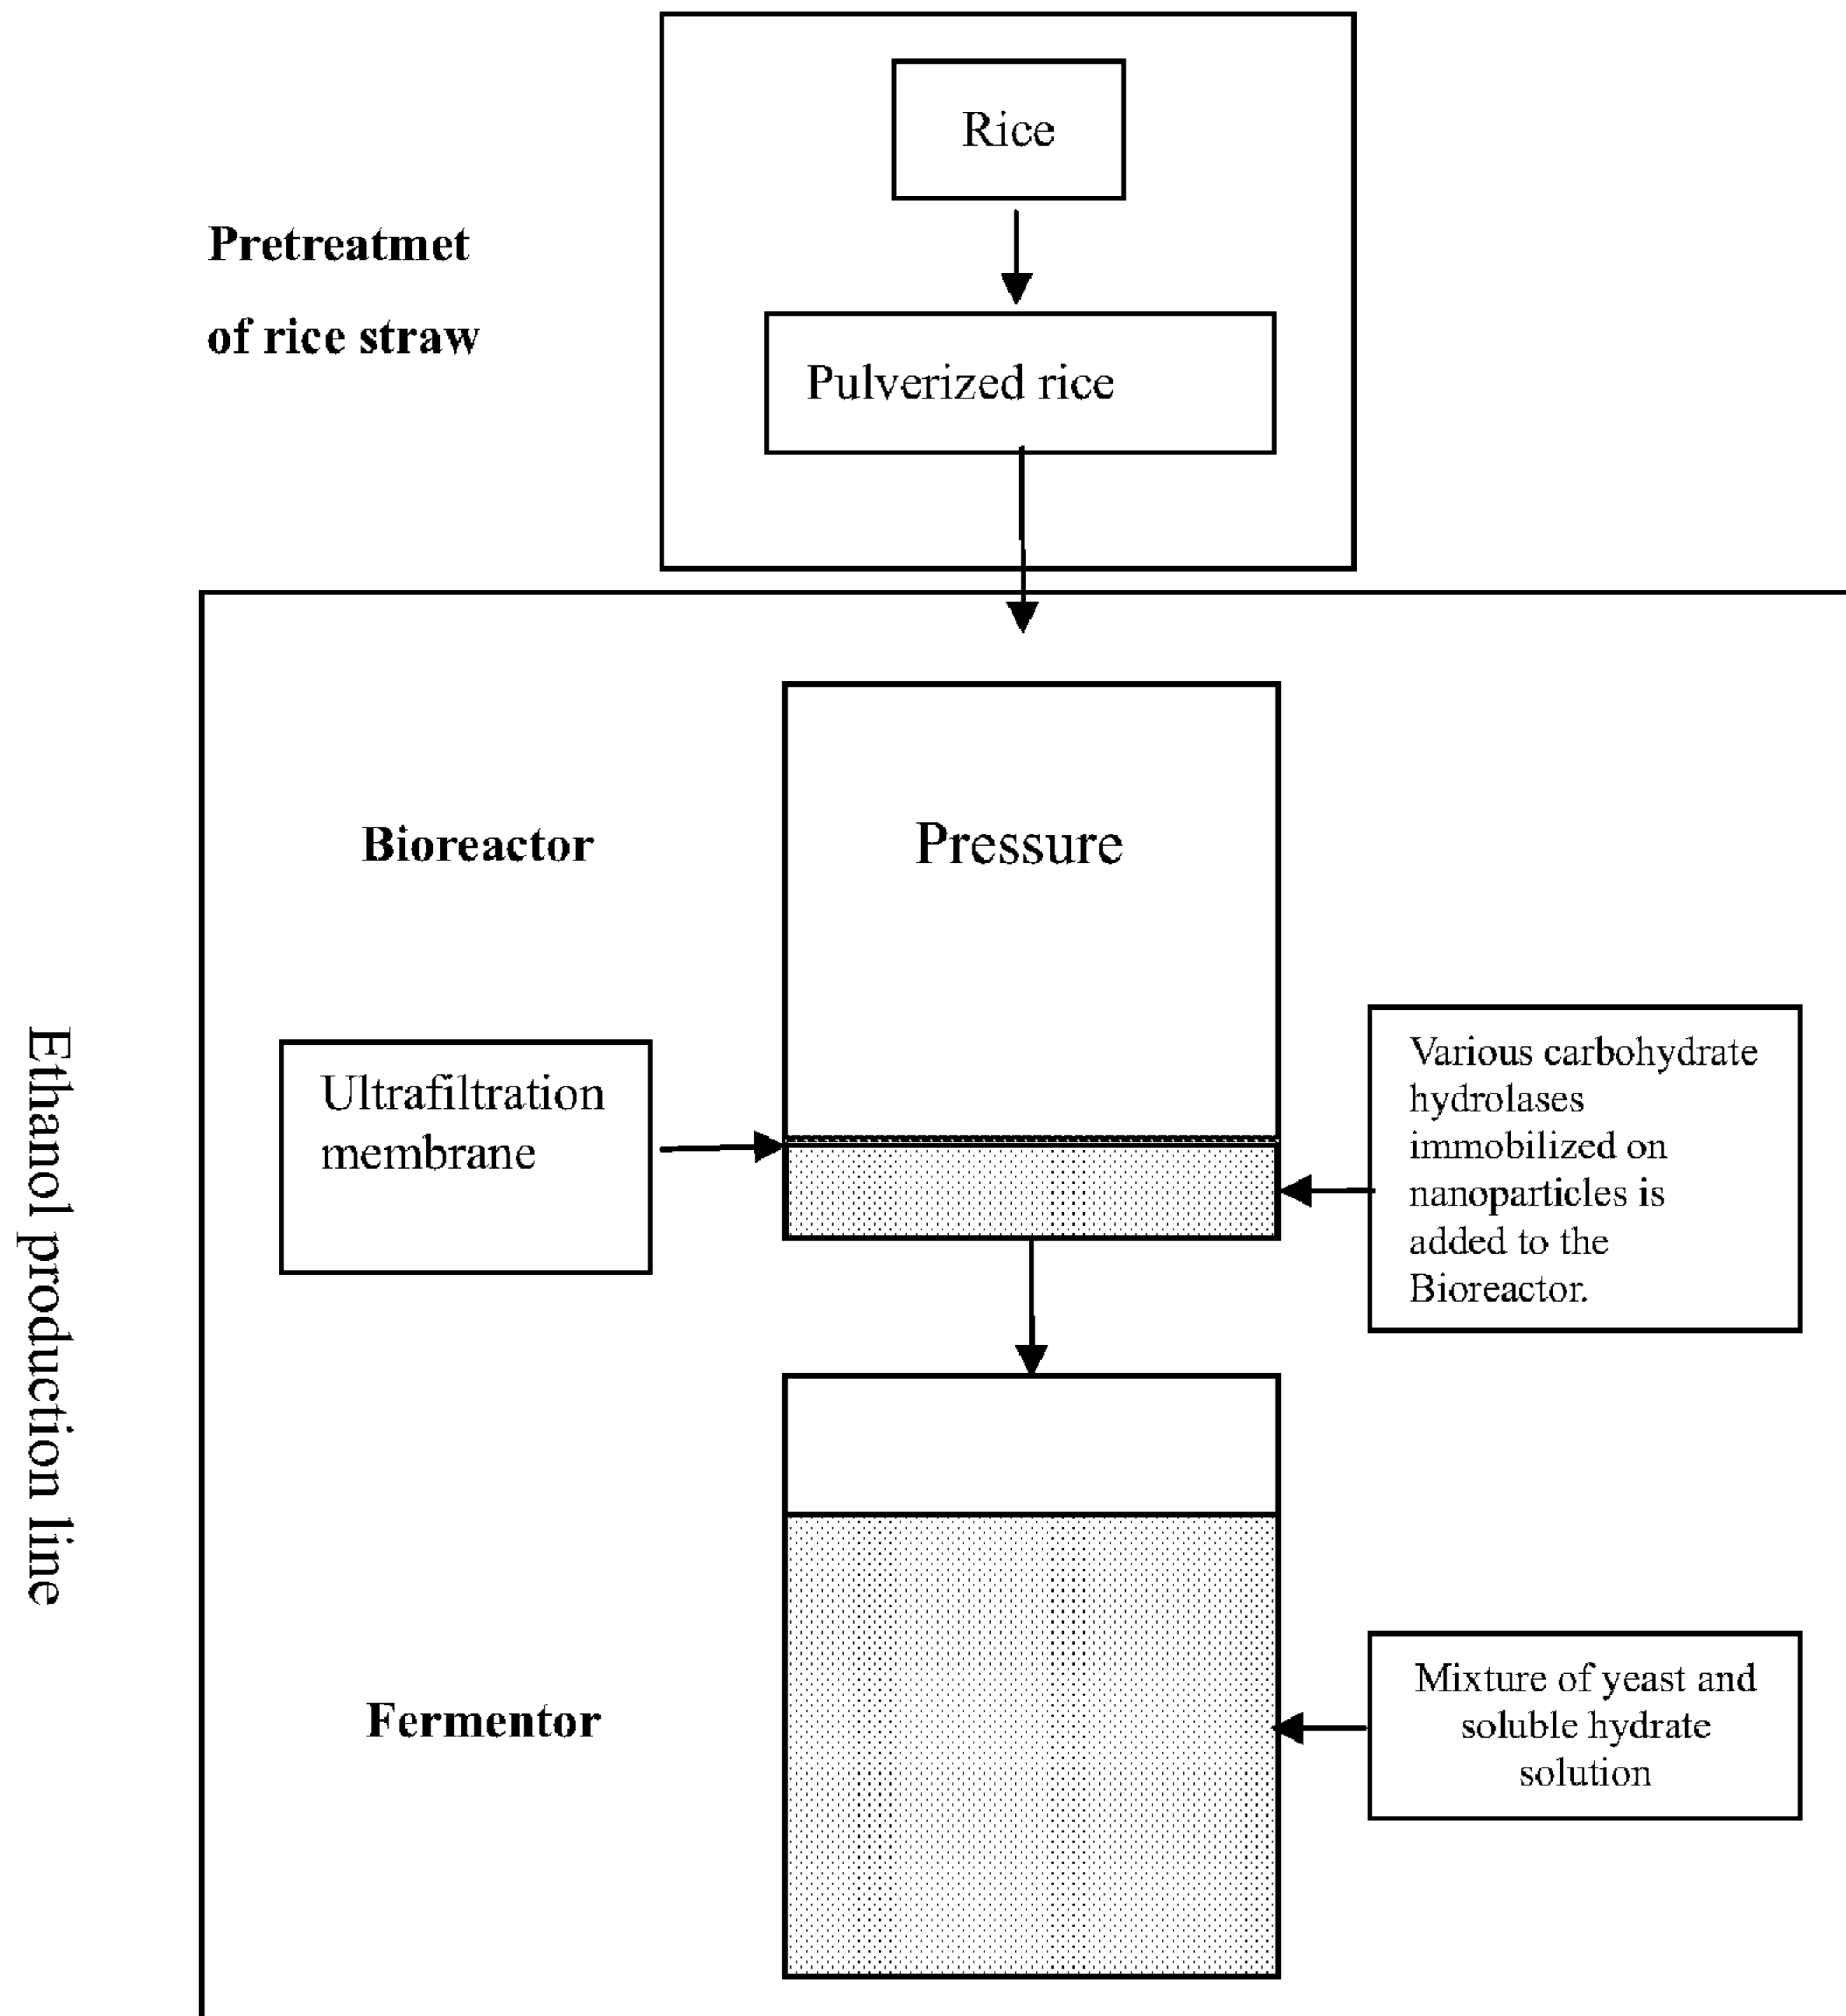 Rice
Pretreatmet
of rice straw
Pulverized rice
Bioreactor
Pressure
Ultrafiltration
membrane
Various carbohydrate
hydrolases
immobilized on
nanoparticles is
added to the
Bioreactor.
Ethanol production line
Fermentor
Mixture of yeast and
soluble hydrate
solution